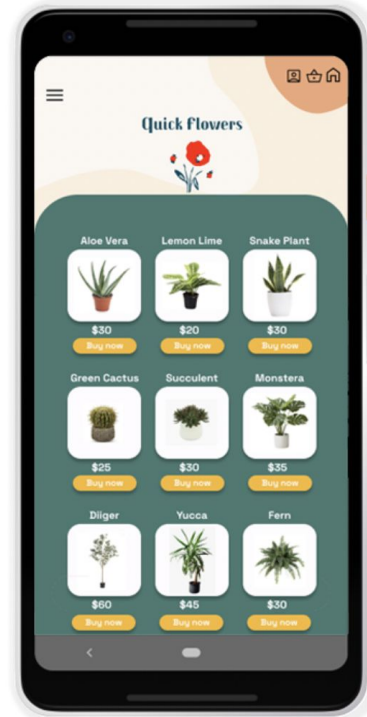 Quick Flowers
Aloe Vera Lemon Lime Snake Plant
$30 $20 $30
Buy now Buy now Buy now
Green Cactus Succulent Monstera
$25 $30 $35
Buy now Buy now Buy now
Diiger Yucca Fern
$60 $45 $30
Buy now Buy now Buy now